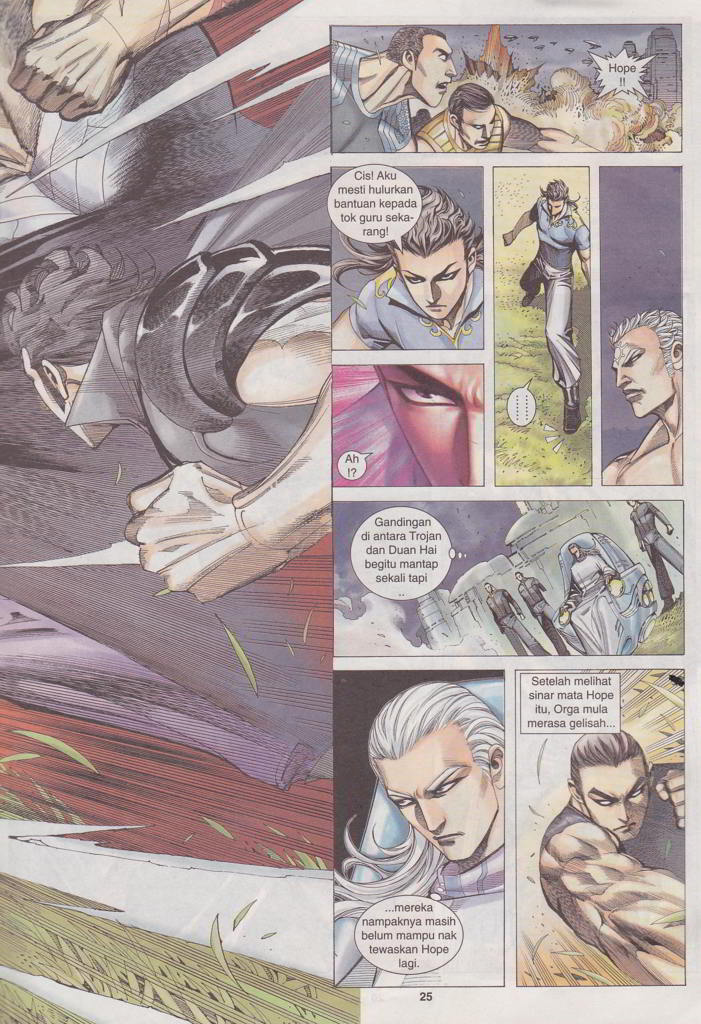 Hope
!!
Cis! Aku
mesti hulurkan
bantuan kepada
tok guru seka-
rang!
Ah
!?
Gandingan
di antara Trojan
dan Duan Hai
begitu mantap
sekali tapi
..
Setelah melihat
sinar mata Hope
itu, Orga mula
merasa gelisah...
...mereka
nampaknya masih
belum mampu nak
tewaskan Hope
lagi.
25